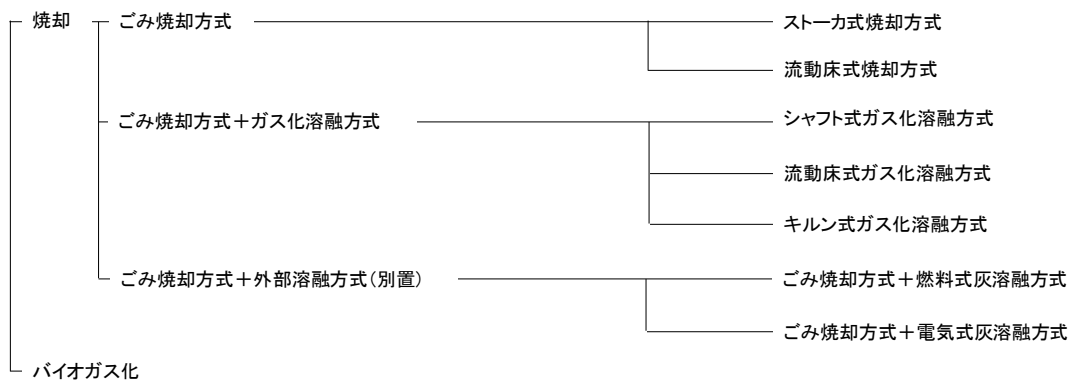 焼却
ごみ焼却方式
ストーカ式焼却方式
流動床式焼却方式
ごみ焼却方式＋ガス化溶融方式
シャフト式ガス化溶融方式
流動床式ガス化溶融方式
キルン式ガス化溶融方式
ごみ焼却方式＋外部溶融方式（別置）
ごみ焼却方式＋燃料式灰溶融方式
ごみ焼却方式＋電気式灰溶融方式
バイオガス化